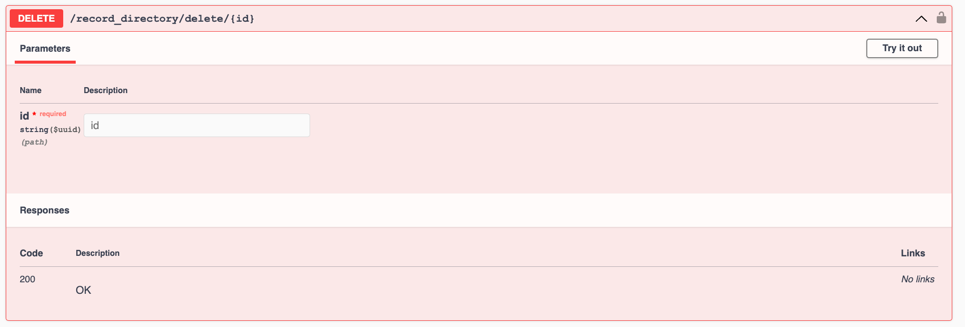 DELETE /record_directory/delete/{id}
Parameters
Try it out
Name Description
id * required
id
string($uuid)
(path)
Responses
Code Description Links
200 No links
OK